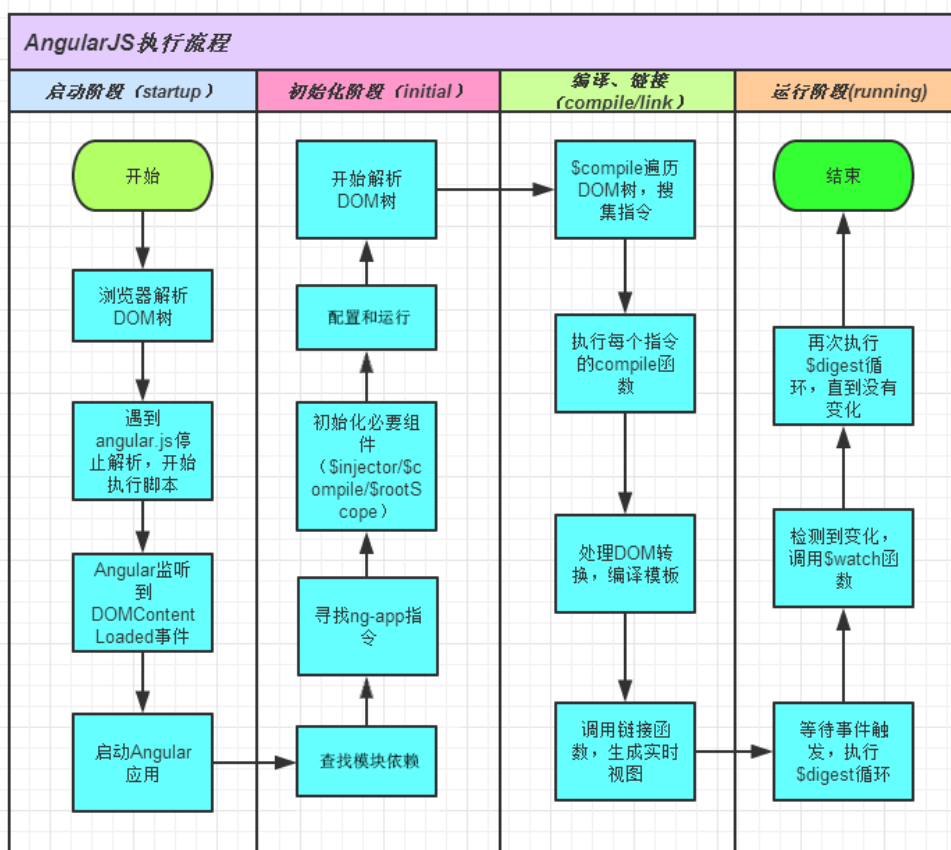 AngularJS执行流程
启动阶段（startup）
初始化阶段（initial）
编译、链接
（compile/link）
运行阶段(running)
开始
浏览器解析
DOM树
遇到
angular.js停
止解析，开始
执行脚本
Angular监听
到
DOMContent
Loaded事件
启动Angular
应用
查找模块依赖
寻找ng-app指
令
初始化必要组
件
（$injector/$c
ompile/$rootS
cope）
配置和运行
开始解析
DOM树
$compile遍历
DOM树，搜
集指令
执行每个指令
的compile函
数
处理DOM转
换，编译模板
调用链接函
数，生成实时
视图
等待事件触
发，执行
$digest循环
检测到变化，
调用$watch函
数
再次执行
$digest循
环，直到没有
变化
结束